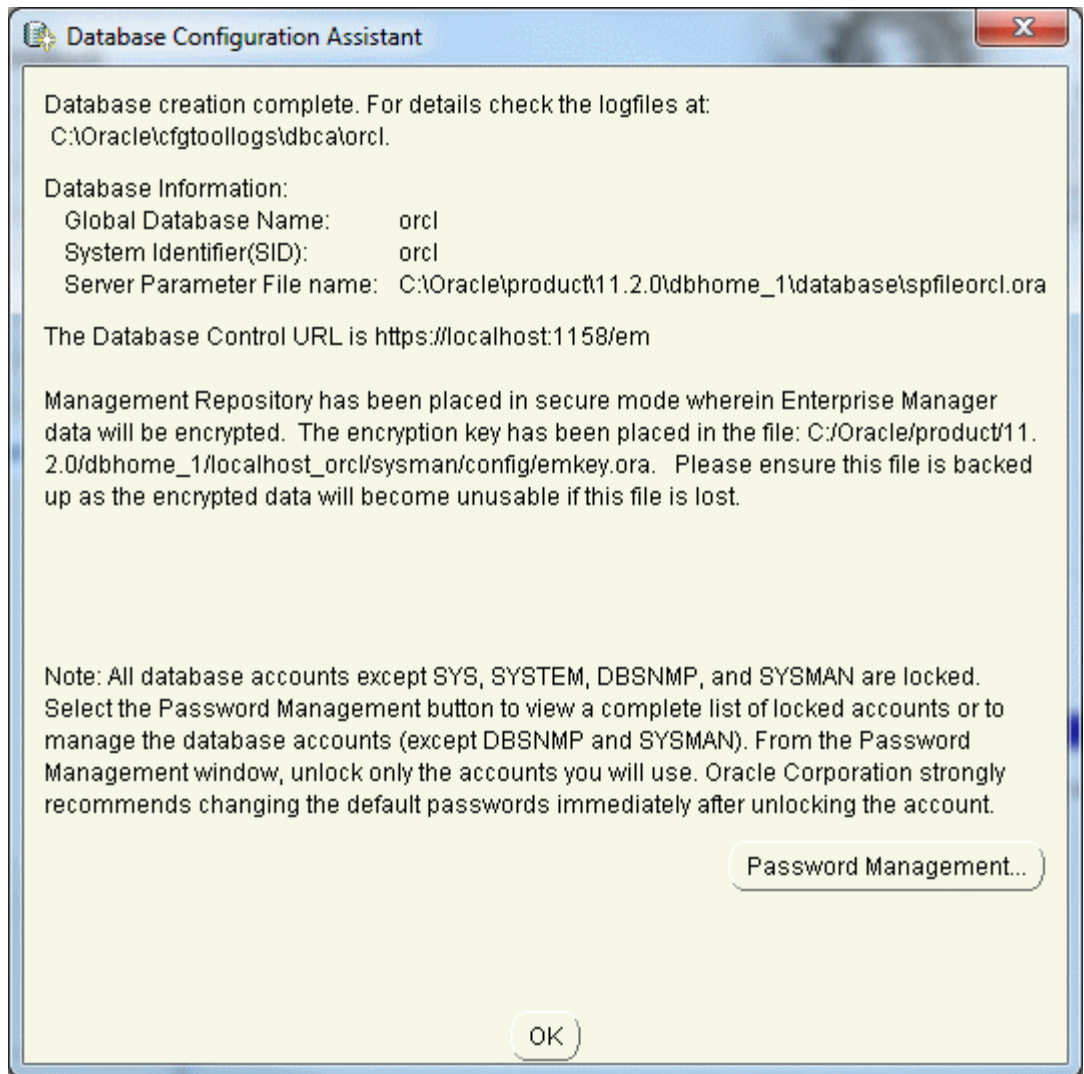 Database Configuration Assistant
Database creation complete. For details check the logfiles at:
C:\Oracle\cfgtoollogs\dbca\orcl.
Database Information:
Global Database Name: orcl
System Identifier(SID): orcl
Server Parameter File name: C:\Oracle\product\11.2.0\dbhome_1\database\spfileorcl.ora
The Database Control URL is https://localhost:1158/em
Management Repository has been placed in secure mode wherein Enterprise Manager
data will be encrypted. The encryption key has been placed in the file: C:/Oracle/product/11.
2.0/dbhome_1/localhost_orcl/sysman/config/emkey.ora. Please ensure this file is backed
up as the encrypted data will become unusable if this file is lost.
Note: All database accounts except SYS, SYSTEM, DBSNMP, and SYSMAN are locked.
Select the Password Management button to view a complete list of locked accounts or to
manage the database accounts (except DBSNMP and SYSMAN). From the Password
Management window, unlock only the accounts you will use. Oracle Corporation strongly
recommends changing the default passwords immediately after unlocking the account.
Password Management...
OK